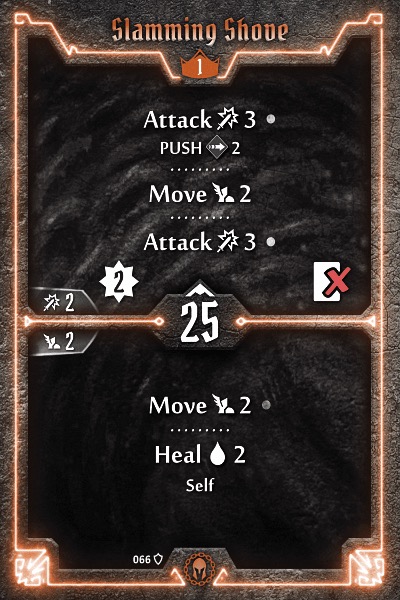 Slamming Shove
1
Attack 3
PUSH 2
Move 2
Attack 3
2
2
25
2
Move 2
Heal 2
Self
066